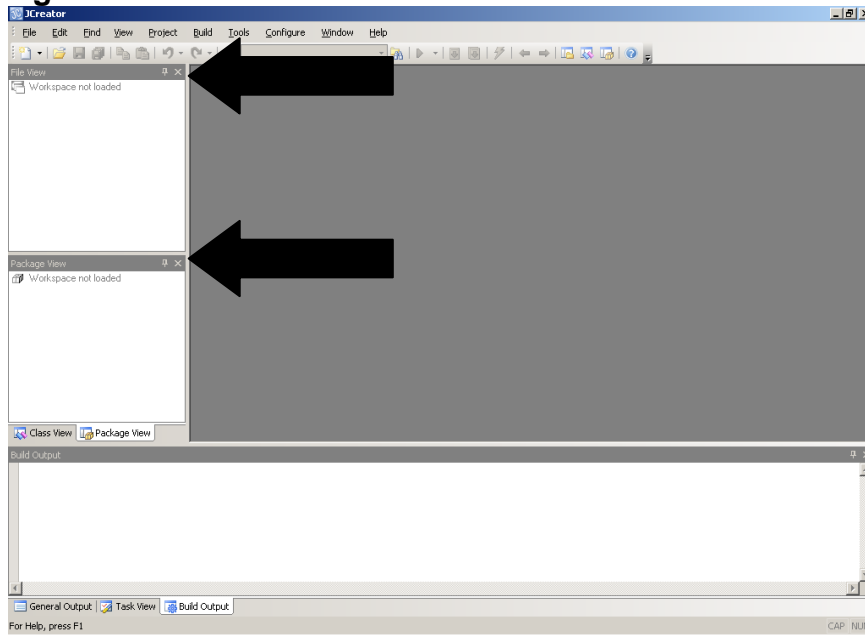 JCreator
File Edit Find View Project Build Tools Configure Window Help
File View
Workspace not loaded
Package View
Workspace not loaded
Class View Package View
Build Output
General Output Task View Build Output
For Help, press F1 CAP